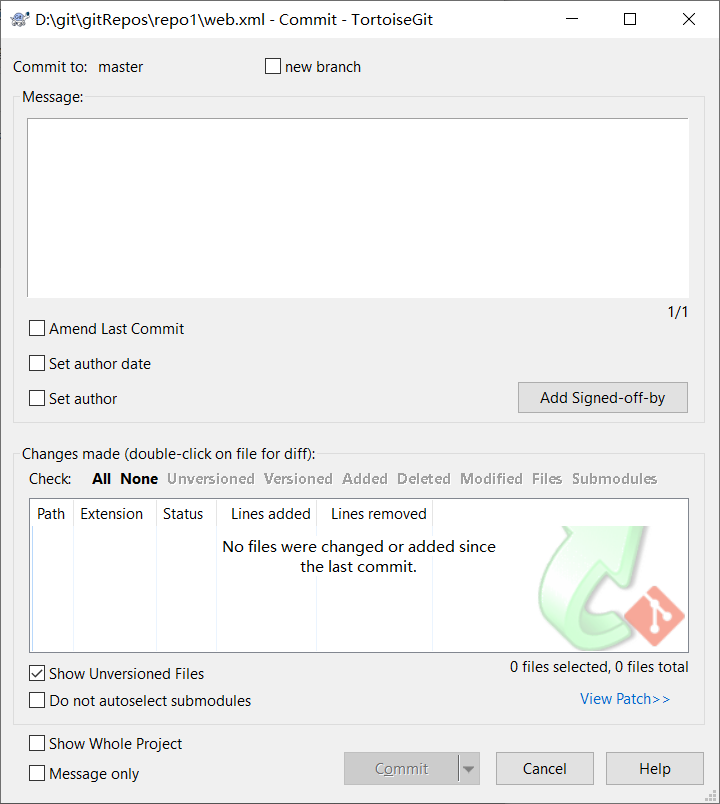 D:\git\gitRepos\repo1\web.xml - Commit - TortoiseGit
Commit to: master new branch
Message:
1/1
Amend Last Commit
Set author date
Set author Add Signed-off-by
Changes made (double-click on file for diff):
Check: All None Unversioned Versioned Added Deleted Modified Files Submodules
Path Extension Status Lines added Lines removed
No files were changed or added since
the last commit.
0 files selected, 0 files total
Show Unversioned Files
Do not autoselect submodules
View Patch>>
Show Whole Project
Message only
Commit Cancel Help